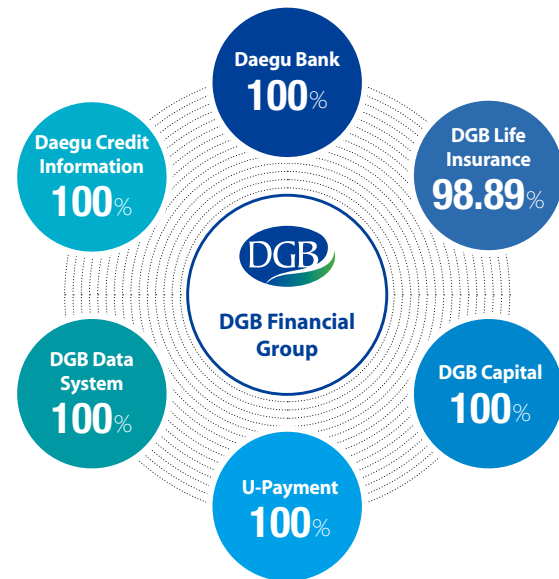 Daegu Bank
100%
DGB Life
Insurance
98.89%
DGB Capital
100%
U-Payment
100%
DGB Data
System
100%
Daegu Credit
Information
100%
DGB
DGB Financial
Group